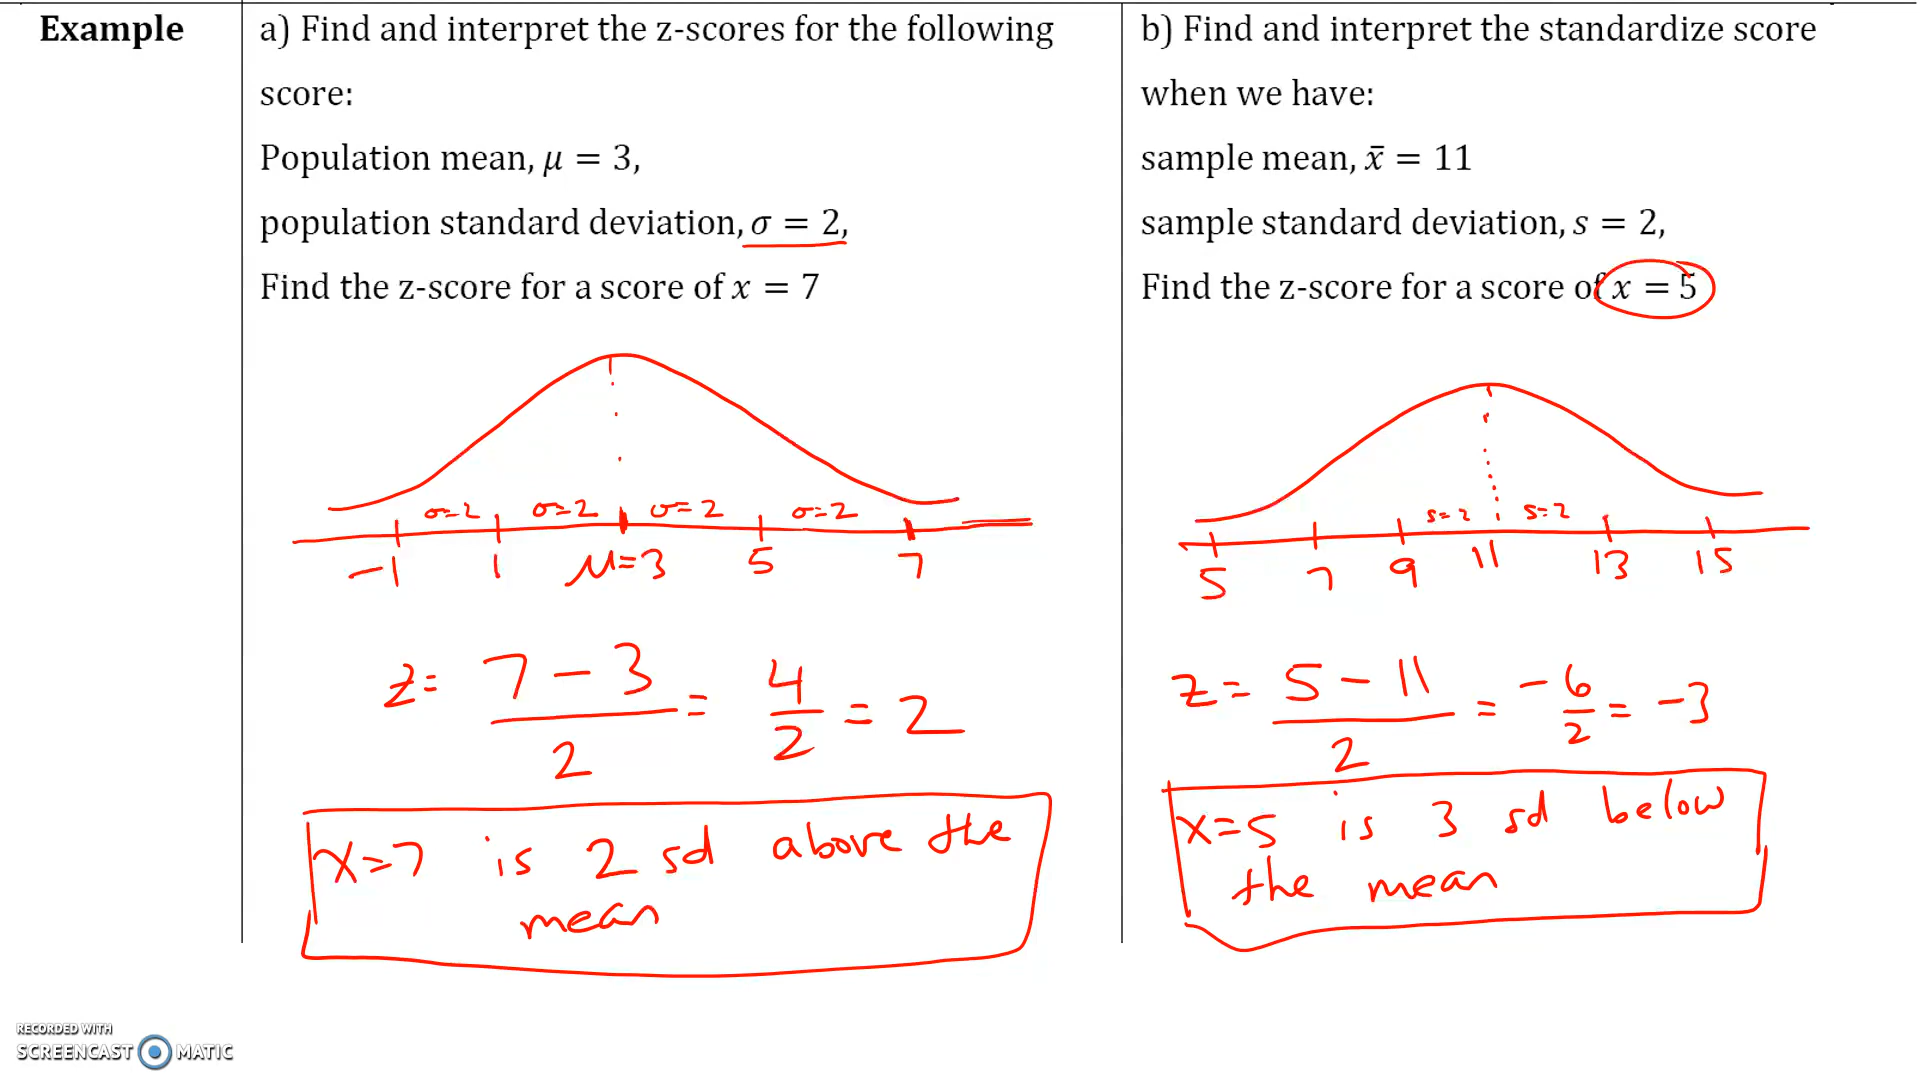 Example
a) Find and interpret the z-scores for the following
score:
Population mean, μ = 3,
population standard deviation, σ = 2,
Find the z-score for a score of x = 7
σ=2 σ=2 σ=2 σ=2
-1 1 μ=3 5 7
z = 7 - 3 / 2 = 4 / 2 = 2
x=7 is 2 sd above the
mean
b) Find and interpret the standardize score
when we have:
sample mean, x̄ = 11
sample standard deviation, s = 2,
Find the z-score for a score of x = 5
s=2 s=2
5 7 9 11 13 15
z = 5 - 11 / 2 = -6 / 2 = -3
x=5 is 3 sd below
the mean
RECORDED WITH
SCREENCAST MATIC